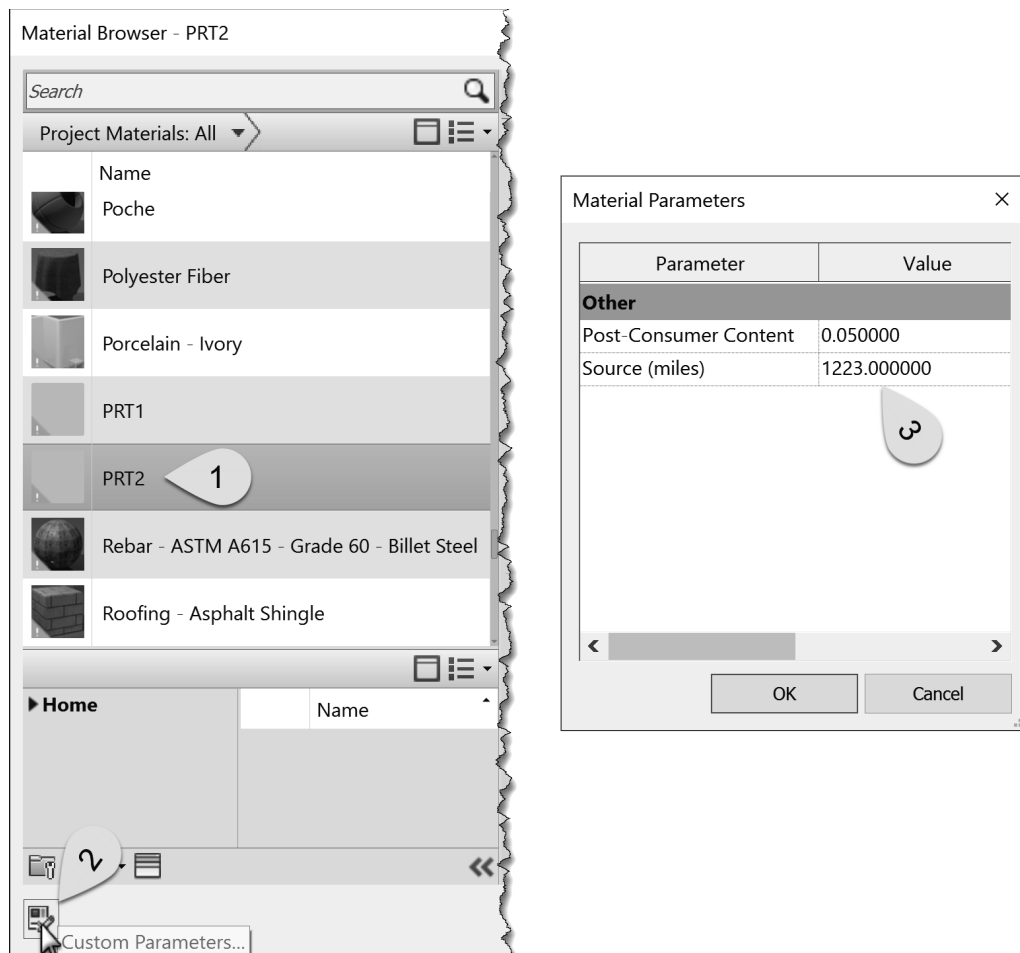 Material Browser - PRT2
Search
Project Materials: All
Name
Poche
Polyester Fiber
Porcelain - Ivory
PRT1
PRT2
1
Rebar - ASTM A615 - Grade 60 - Billet Steel
Roofing - Asphalt Shingle
Home
Name
2
Custom Parameters...
Material Parameters
Parameter Value
Other
Post-Consumer Content 0.050000
Source (miles) 1223.000000
3
OK Cancel